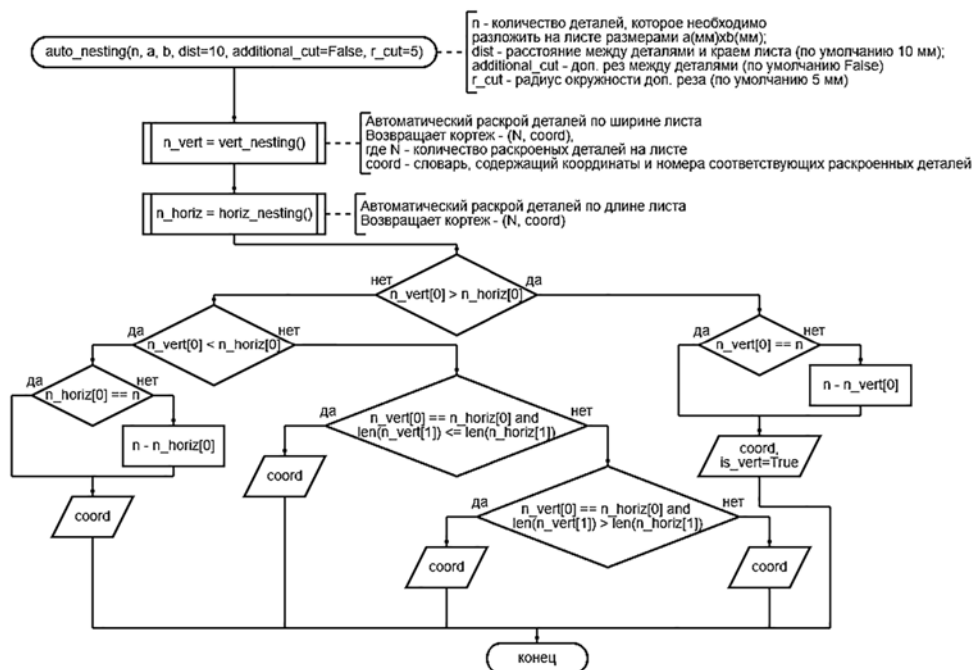 auto_nesting(n, a, b, dist=10, additional_cut=False, r_cut=5)
n - количество деталей, которое необходимо
разложить на листе размерами a(мм)xb(мм);
dist - расстояние между деталями и краем листа (по умолчанию 10 мм);
additional_cut - доп. рез между деталями (по умолчанию False)
r_cut - радиус окружности доп. реза (по умолчанию 5 мм)
n_vert = vert_nesting()
Автоматический раскрой деталей по ширине листа
Возвращает кортеж - (N, coord),
где N - количество раскроеных деталей на листе
coord - словарь, содержащий координаты и номера соответствующих раскроенных деталей
n_horiz = horiz_nesting()
Автоматический раскрой деталей по длине листа
Возвращает кортеж - (N, coord)
нет
да
n_vert[0] > n_horiz[0]
да
нет
n_vert[0] < n_horiz[0]
да
нет
n_vert[0] == n
да
нет
n_horiz[0] == n
n - n_vert[0]
да
нет
n_vert[0] == n_horiz[0] and
len(n_vert[1]) <= len(n_horiz[1])
n - n_horiz[0]
coord,
is_vert=True
coord
coord
да
нет
n_vert[0] == n_horiz[0] and
len(n_vert[1]) > len(n_horiz[1])
coord
coord
конец